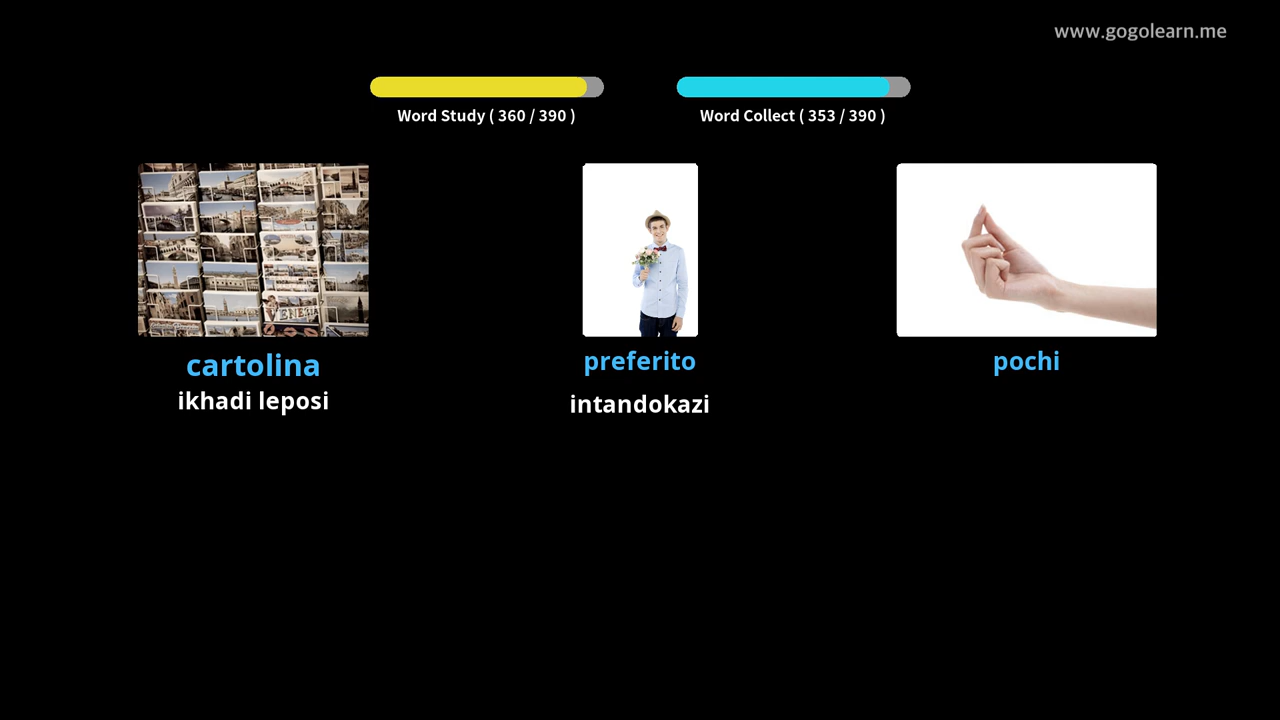 www.gogolearn.me
Word Study ( 360 / 390 )
Word Collect ( 353 / 390 )
cartolina
ikhadi leposi
preferito
intandokazi
pochi